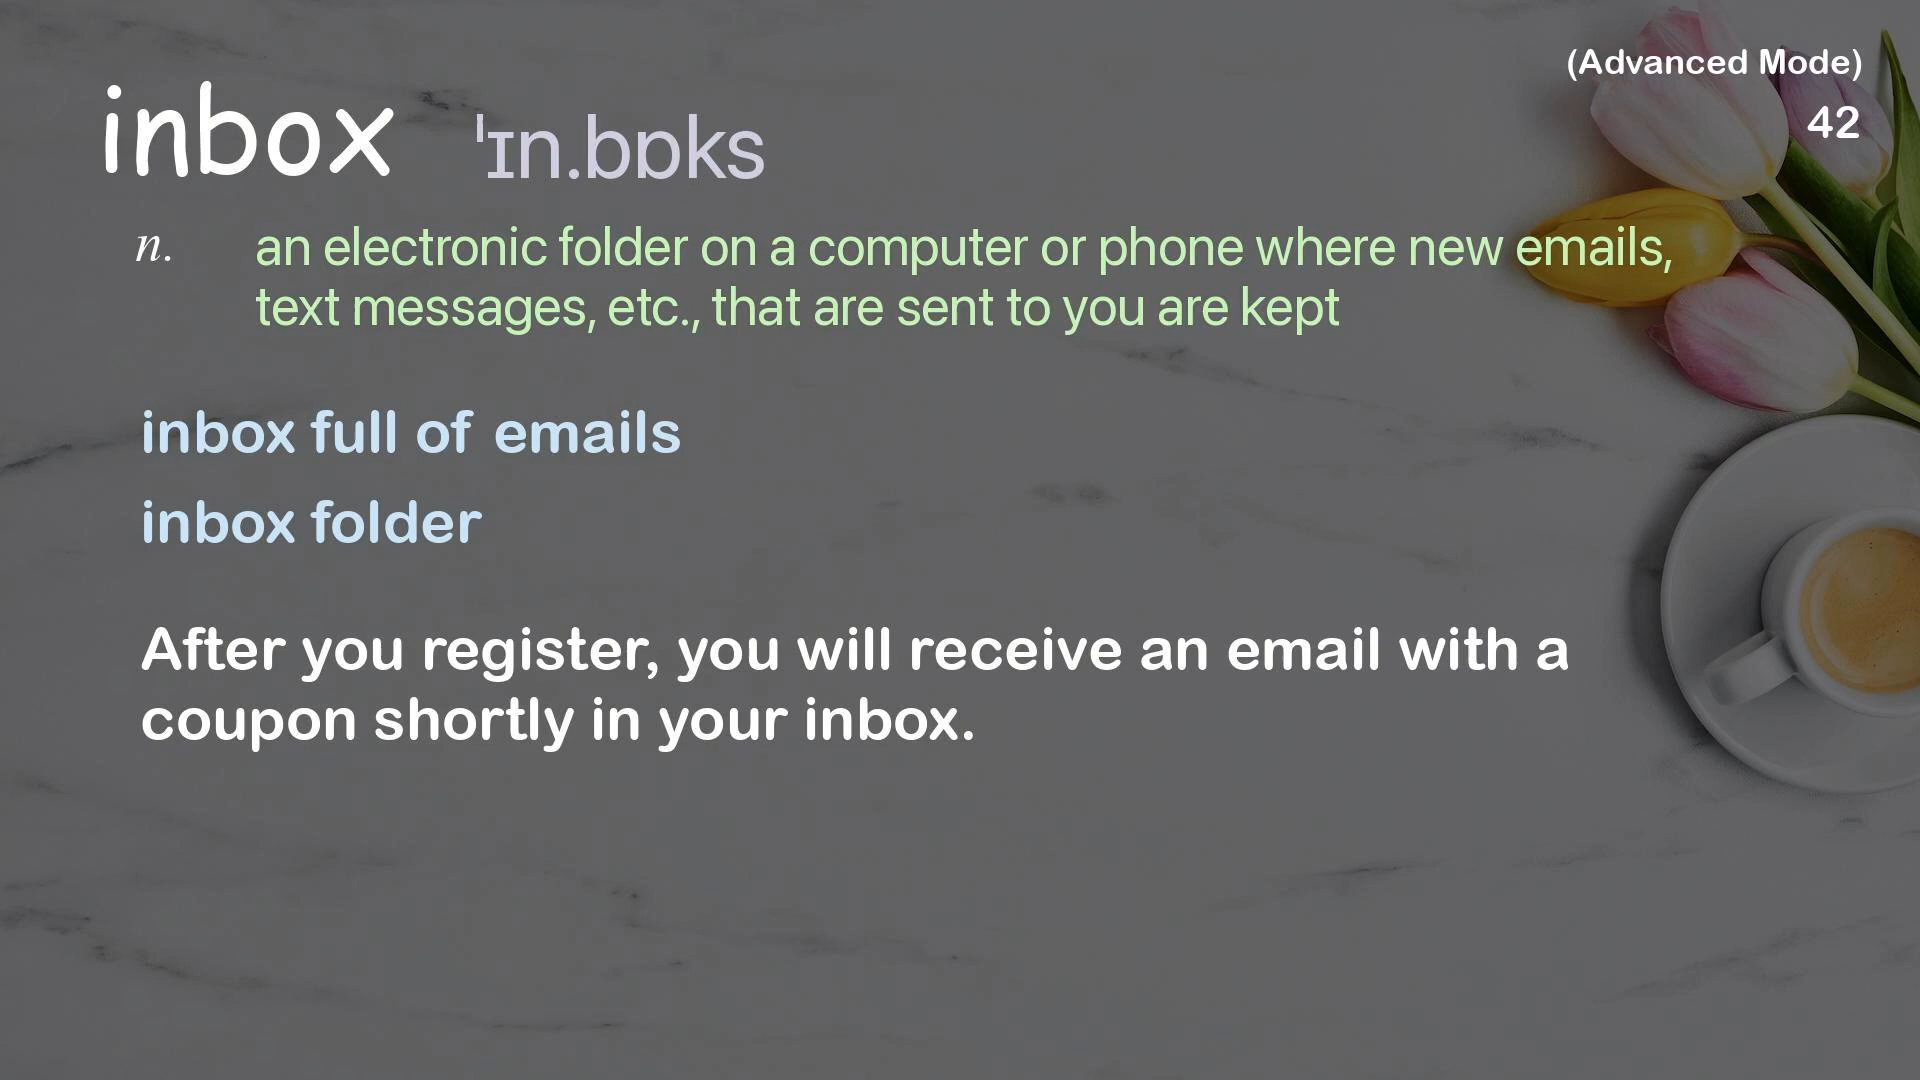 (Advanced Mode)
42
inbox ˈɪn.bɒks
n. an electronic folder on a computer or phone where new emails,
text messages, etc., that are sent to you are kept
inbox full of emails
inbox folder
After you register, you will receive an email with a
coupon shortly in your inbox.